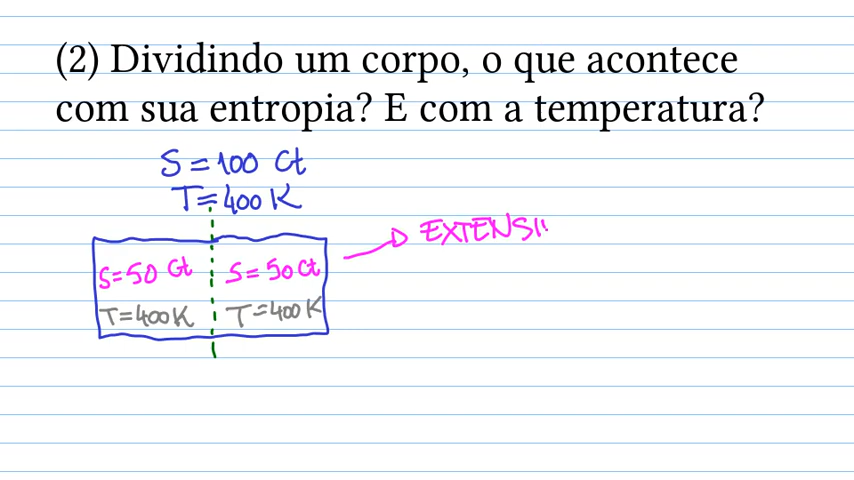 (2) Dividindo um corpo, o que acontece
com sua entropia? E com a temperatura?
S = 100 Ct
T = 400 K
S = 50 Ct S = 50 Ct
T = 400 K T = 400 K
EXTENSI